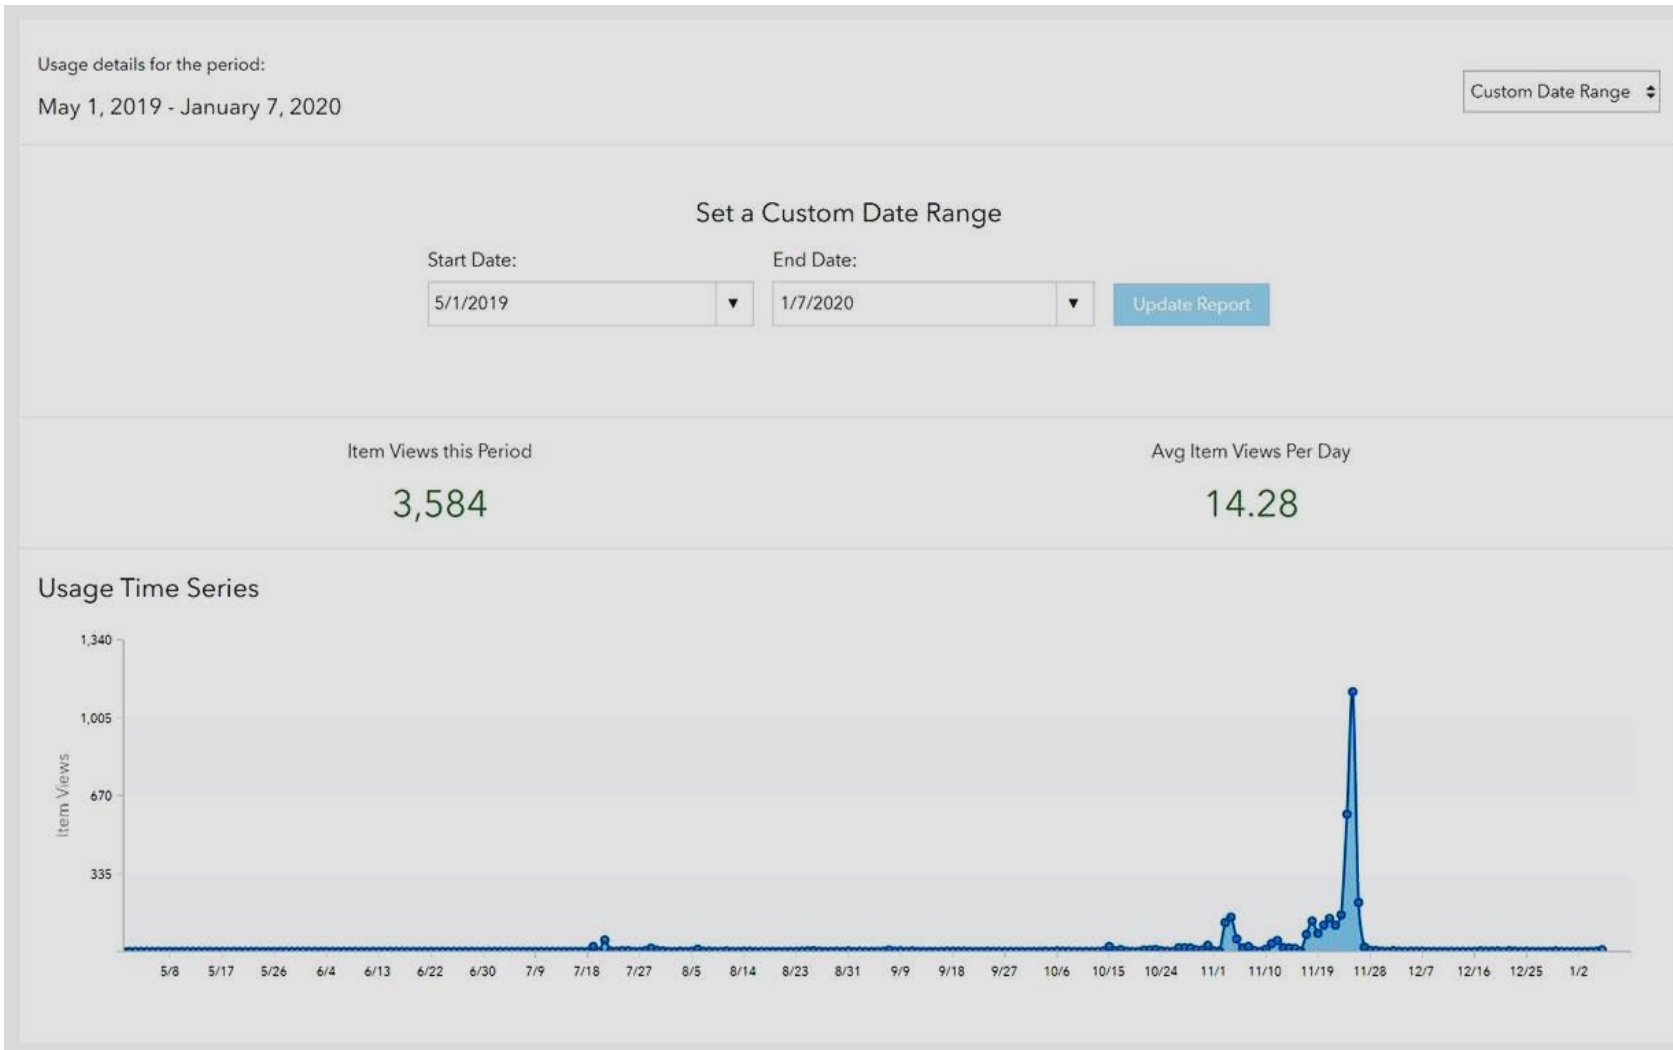 Usage details for the period:
May 1, 2019 - January 7, 2020
Custom Date Range
Set a Custom Date Range
Start Date: End Date:
5/1/2019 1/7/2020 Update Report
Item Views this Period Avg Item Views Per Day
3,584 14.28
Usage Time Series
1,340
1,005
670
335
Item Views
5/8 5/17 5/26 6/4 6/13 6/22 6/30 7/9 7/18 7/27 8/5 8/14 8/23 8/31 9/9 9/18 9/27 10/6 10/15 10/24 11/1 11/10 11/19 11/28 12/7 12/16 12/25 1/2